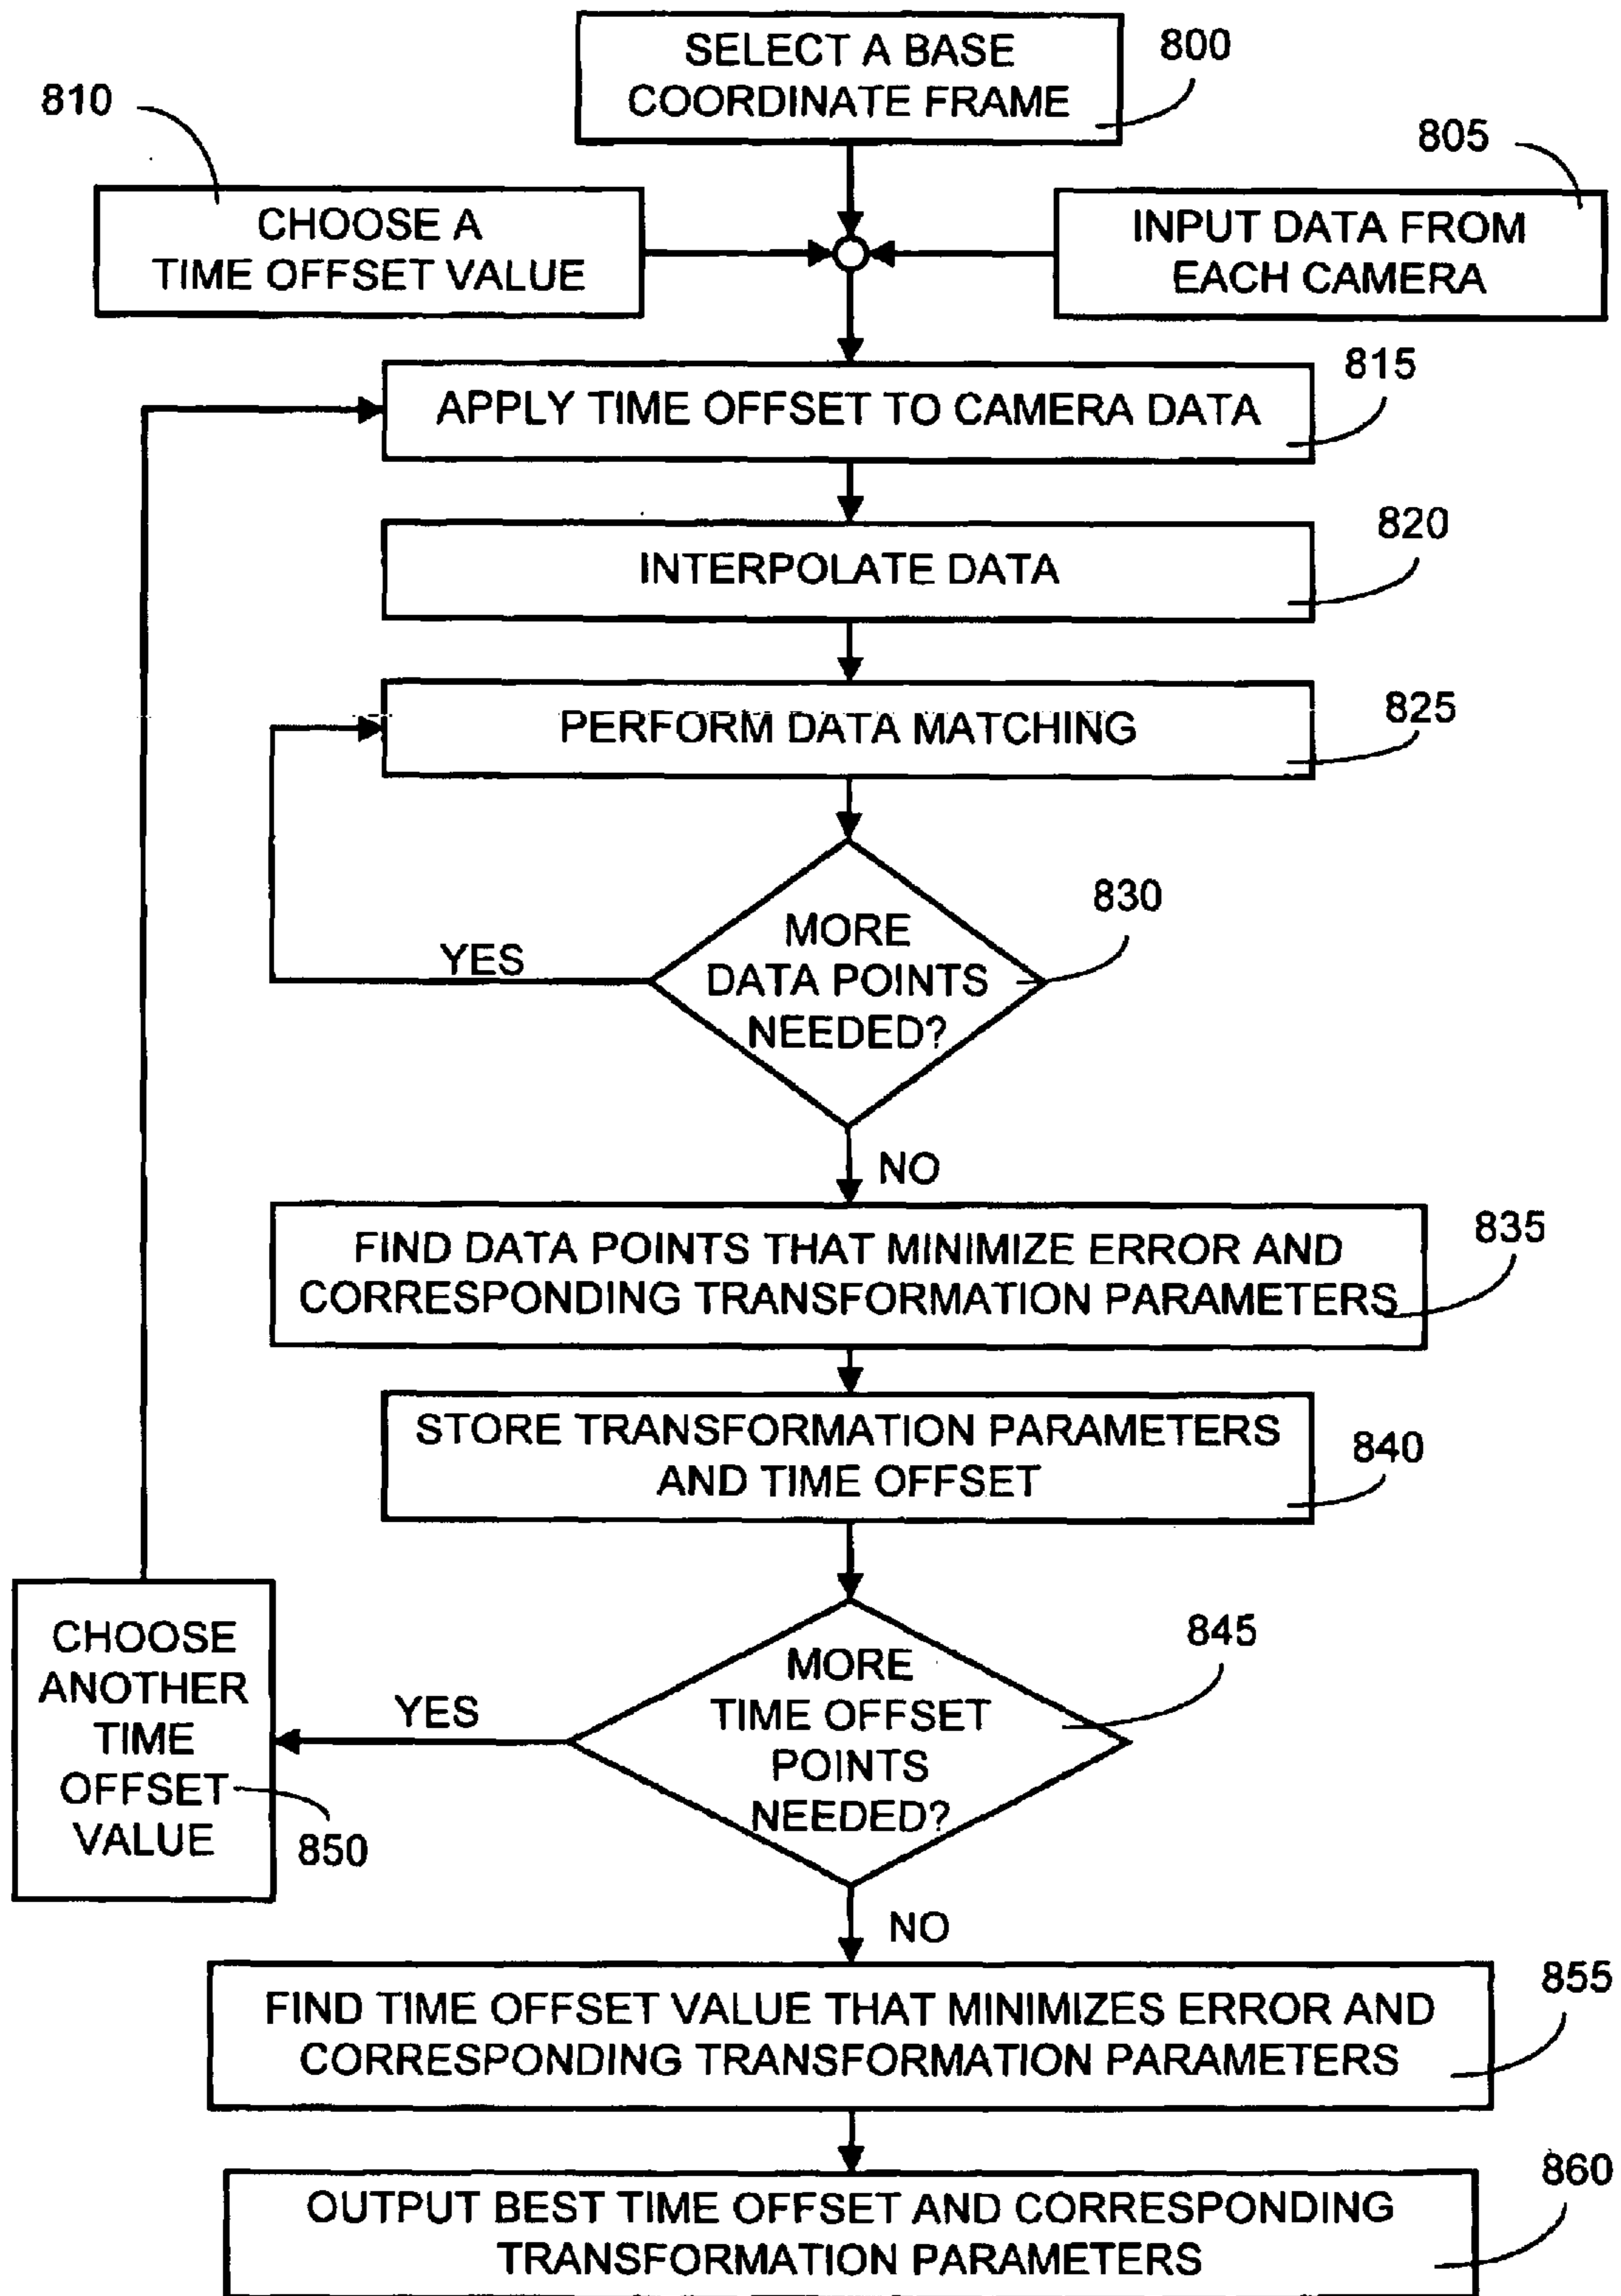 SELECT A BASE
COORDINATE FRAME
800
810
805
CHOOSE A
TIME OFFSET VALUE
INPUT DATA FROM
EACH CAMERA
815
APPLY TIME OFFSET TO CAMERA DATA
820
INTERPOLATE DATA
825
PERFORM DATA MATCHING
830
MORE
DATA POINTS
NEEDED?
YES
NO
835
FIND DATA POINTS THAT MINIMIZE ERROR AND
CORRESPONDING TRANSFORMATION PARAMETERS
STORE TRANSFORMATION PARAMETERS
AND TIME OFFSET
840
845
MORE
TIME OFFSET
POINTS
NEEDED?
YES
CHOOSE
ANOTHER
TIME
OFFSET
VALUE
850
NO
855
FIND TIME OFFSET VALUE THAT MINIMIZES ERROR AND
CORRESPONDING TRANSFORMATION PARAMETERS
860
OUTPUT BEST TIME OFFSET AND CORRESPONDING
TRANSFORMATION PARAMETERS